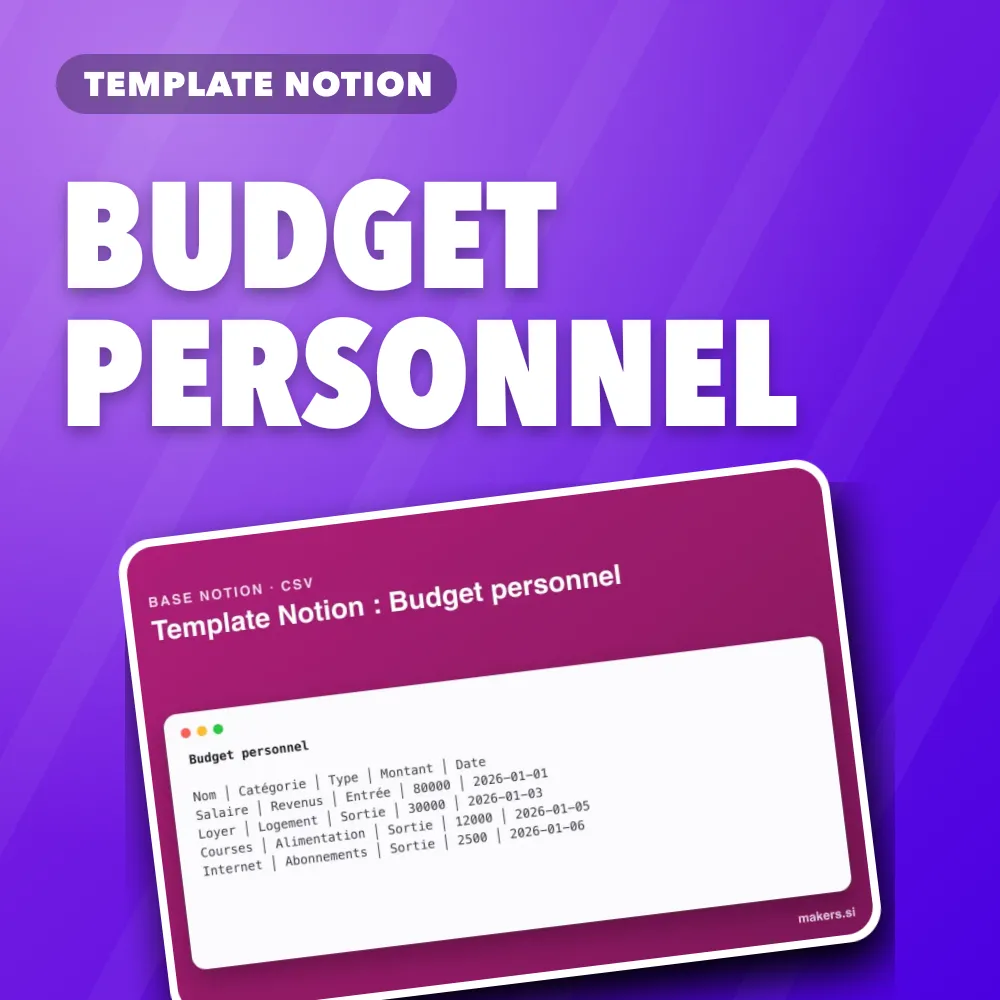 TEMPLATE NOTION
BUDGET
PERSONNEL
BASE NOTION · CSV
Template Notion : Budget personnel
Budget personnel
Nom | Catégorie | Type | Montant | Date
Salaire | Revenus | Entrée | 80000 | 2026-01-01
Loyer | Logement | Sortie | 30000 | 2026-01-03
Courses | Alimentation | Sortie | 12000 | 2026-01-05
Internet | Abonnements | Sortie | 2500 | 2026-01-06
makers.si